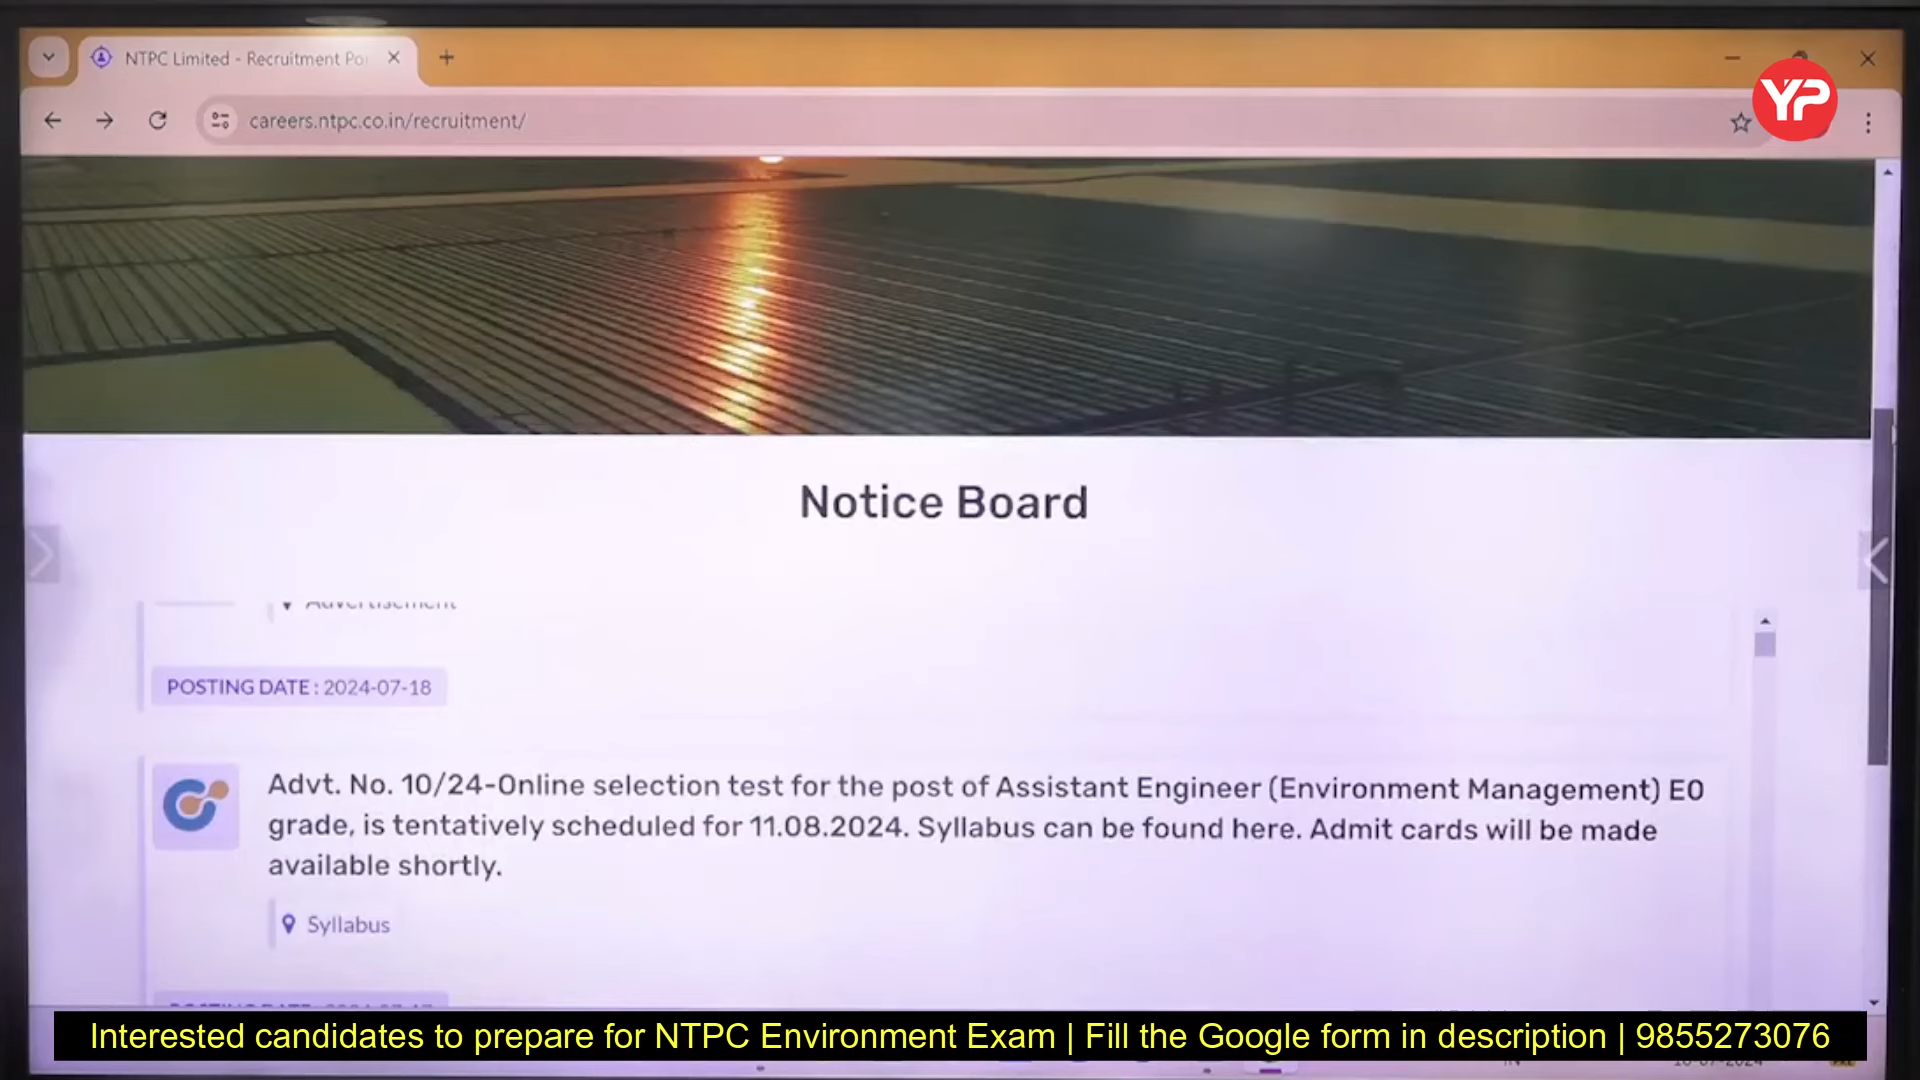 NTPC Limited - Recruitment Po
careers.ntpc.co.in/recruitment/
YP
Notice Board
Advertisement
POSTING DATE : 2024-07-18
Advt. No. 10/24-Online selection test for the post of Assistant Engineer (Environment Management) E0
grade, is tentatively scheduled for 11.08.2024. Syllabus can be found here. Admit cards will be made
available shortly.
Syllabus
Interested candidates to prepare for NTPC Environment Exam | Fill the Google form in description | 9855273076